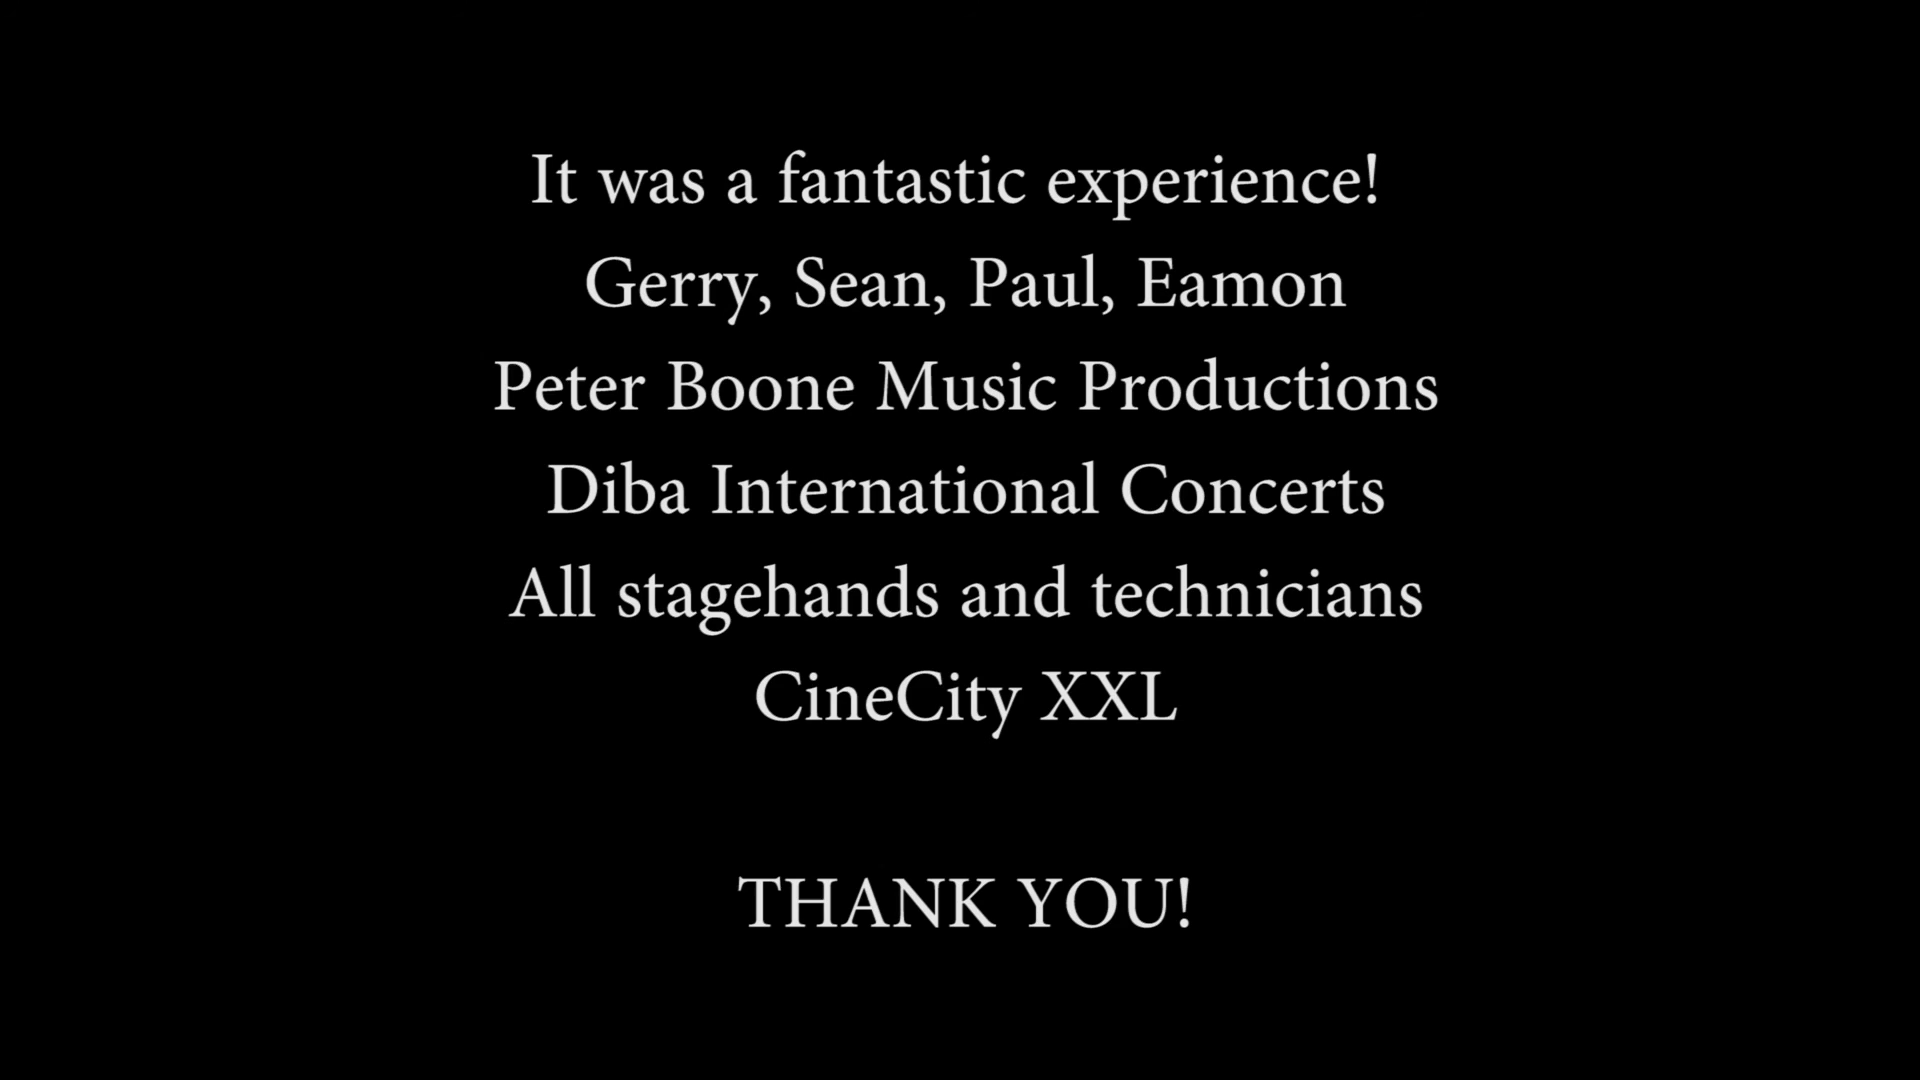 It was a fantastic experience!
Gerry, Sean, Paul, Eamon
Peter Boone Music Productions
Diba International Concerts
All stagehands and technicians
CineCity XXL
THANK YOU!